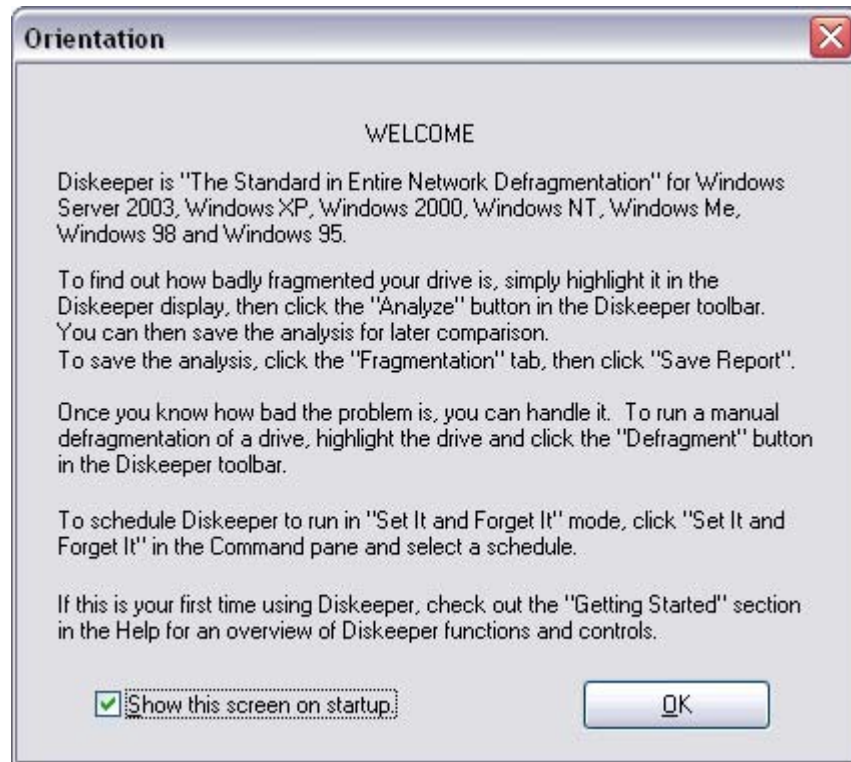 Orientation
WELCOME
Diskeeper is "The Standard in Entire Network Defragmentation" for Windows
Server 2003, Windows XP, Windows 2000, Windows NT, Windows Me,
Windows 98 and Windows 95.
To find out how badly fragmented your drive is, simply highlight it in the
Diskeeper display, then click the "Analyze" button in the Diskeeper toolbar.
You can then save the analysis for later comparison.
To save the analysis, click the "Fragmentation" tab, then click "Save Report".
Once you know how bad the problem is, you can handle it.  To run a manual
defragmentation of a drive, highlight the drive and click the "Defragment" button
in the Diskeeper toolbar.
To schedule Diskeeper to run in "Set It and Forget It" mode, click "Set It and
Forget It" in the Command pane and select a schedule.
If this is your first time using Diskeeper, check out the "Getting Started" section
in the Help for an overview of Diskeeper functions and controls.
Show this screen on startup.
OK